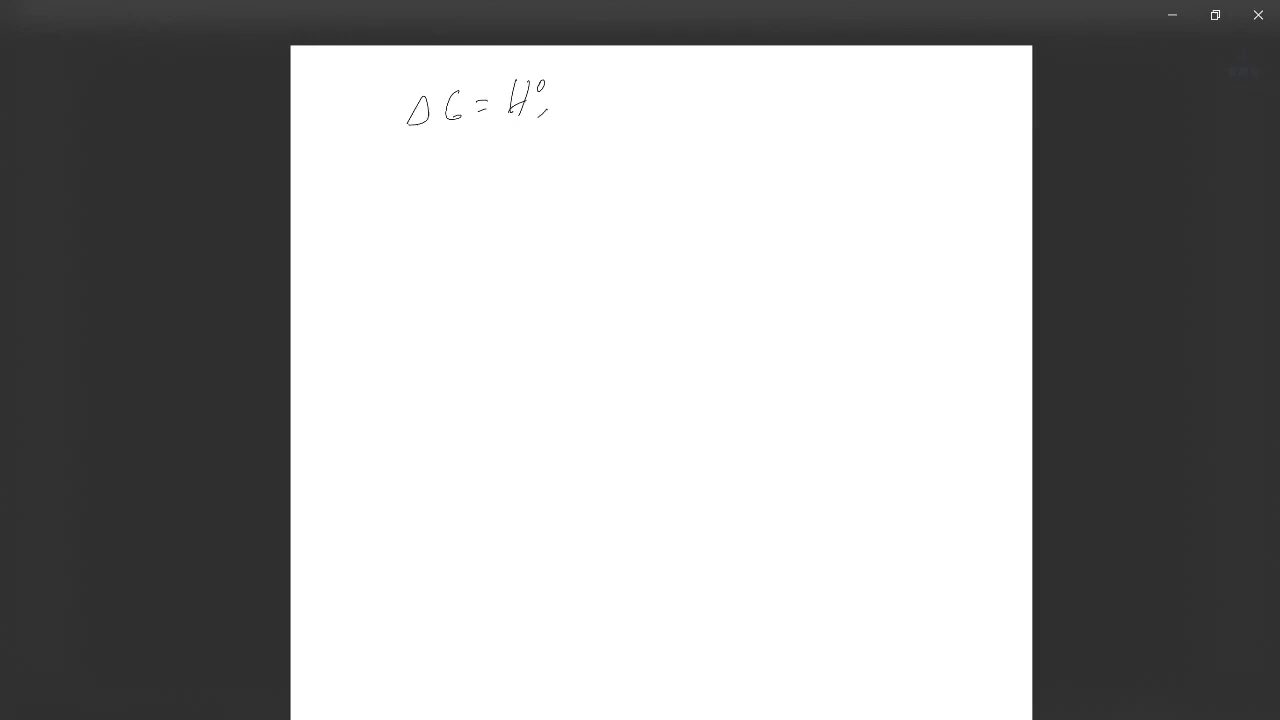 ΔG = H°,